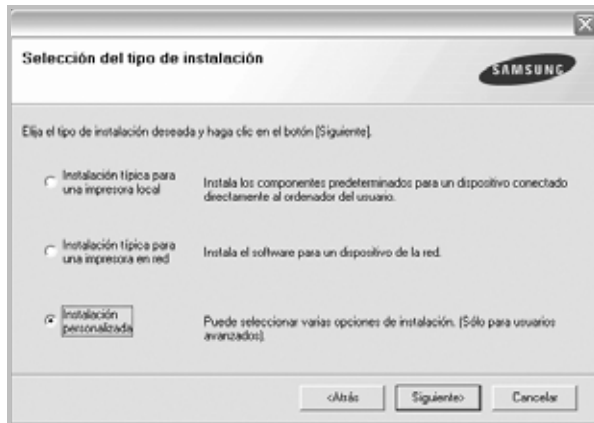 Selección del tipo de instalación
SAMSUNG
Elija el tipo de instalación deseada y haga clic en el botón [Siguiente].
Instalación típica para
una impresora local
Instala los componentes predeterminados para un dispositivo conectado
directamente al ordenador del usuario.
Instalación típica para
una impresora en red
Instala el software para un dispositivo de la red.
Instalación
personalizada
Puede seleccionar varias opciones de instalación. (Sólo para usuarios
avanzados).
<Atrás
Siguiente>
Cancelar